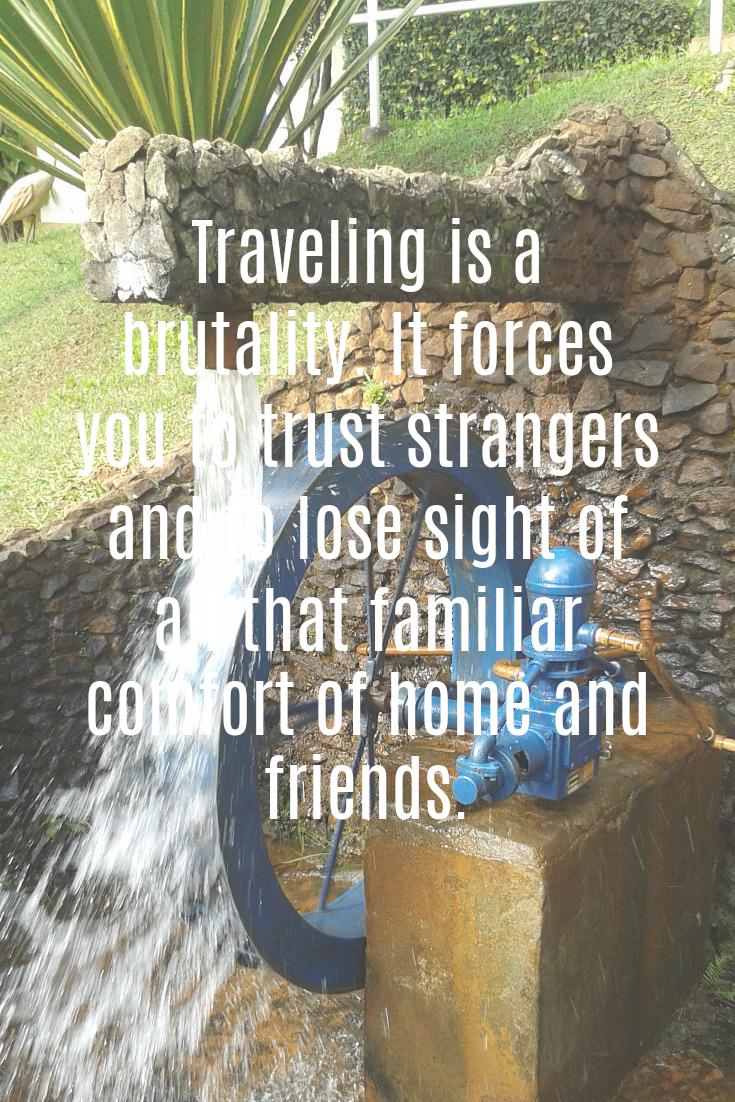 Traveling is a
brutality. It forces
you to trust strangers
and to lose sight of
all that familiar
comfort of home and
friends.